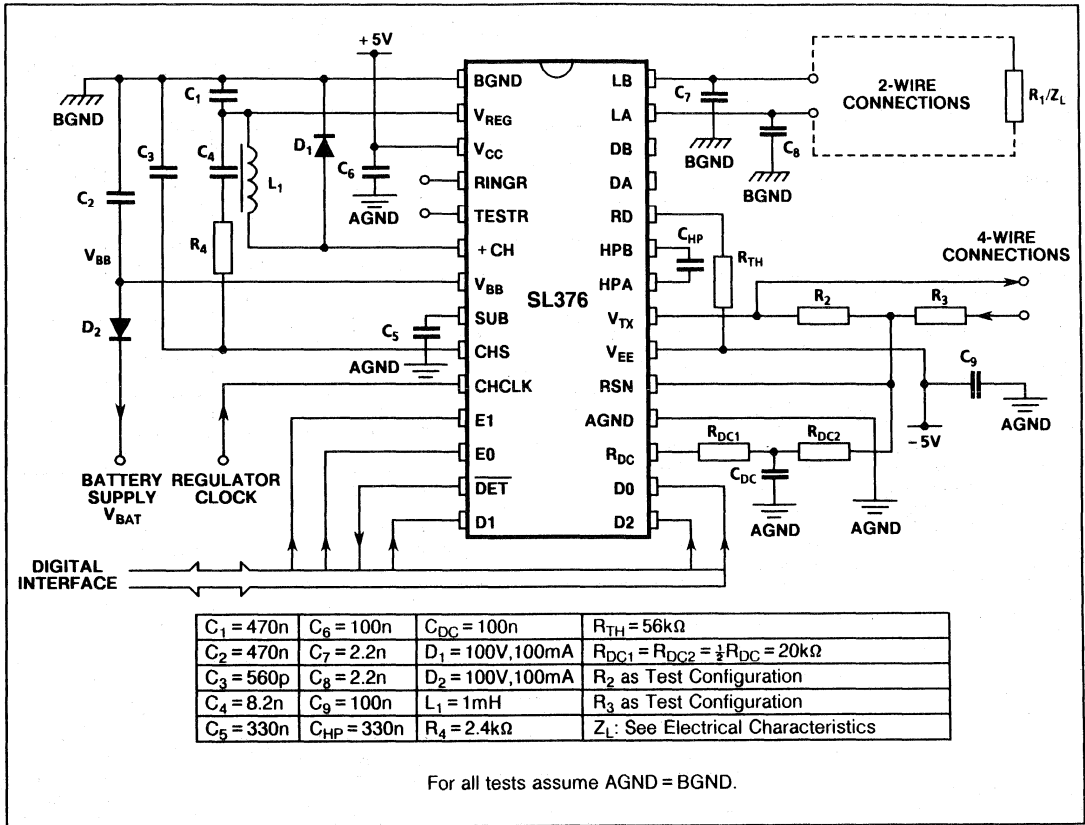 +5V
BGND
C1
C2
C3
C4
L1
D1
C6
AGND
R4
VBB
D2
C5
AGND
BATTERY SUPPLY VBAT
REGULATOR CLOCK
DIGITAL INTERFACE
BGND
VREG
VCC
RINGR
TESTR
+CH
VBB
SUB
CHS
CHCLK
E1
E0
DET
D1
SL376
LB
LA
DB
DA
RD
HPB
HPA
VTX
VEE
RSN
AGND
RDC
D0
D2
C7
BGND
C8
BGND
2-WIRE CONNECTIONS
R1/ZL
CHP
RTH
4-WIRE CONNECTIONS
R2
R3
C9
AGND
-5V
RDC1
RDC2
CDC
AGND
AGND
C1 = 470n C6 = 100n CDC = 100n RTH = 56kΩ
C2 = 470n C7 = 2.2n D1 = 100V,100mA RDC1 = RDC2 = ½RDC = 20kΩ
C3 = 560p C8 = 2.2n D2 = 100V,100mA R2 as Test Configuration
C4 = 8.2n C9 = 100n L1 = 1mH R3 as Test Configuration
C5 = 330n CHP = 330n R4 = 2.4kΩ ZL: See Electrical Characteristics
For all tests assume AGND = BGND.